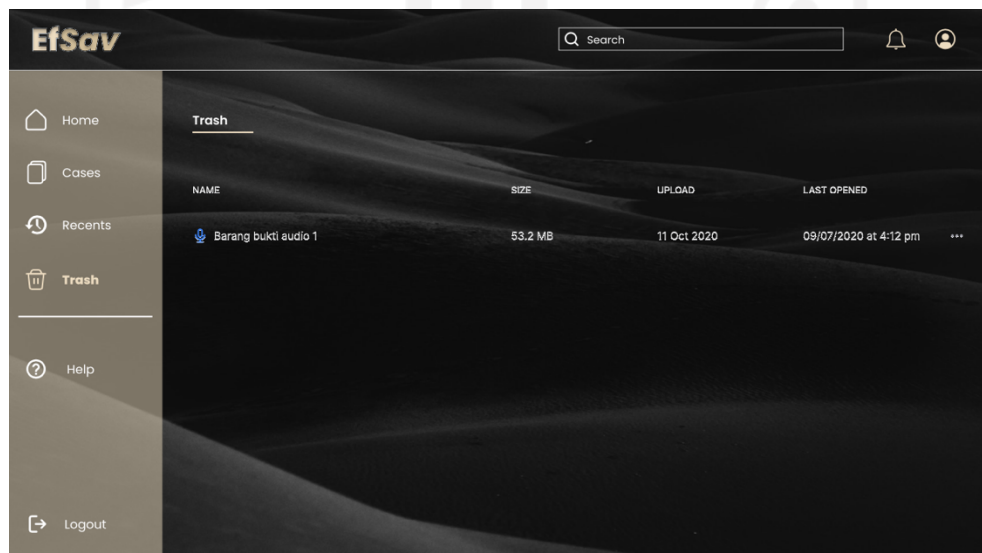 EfSav
Search
Home
Cases
Recents
Trash
Help
Logout
Trash
NAME SIZE UPLOAD LAST OPENED
Barang bukti audio 1 53.2 MB 11 Oct 2020 09/07/2020 at 4:12 pm